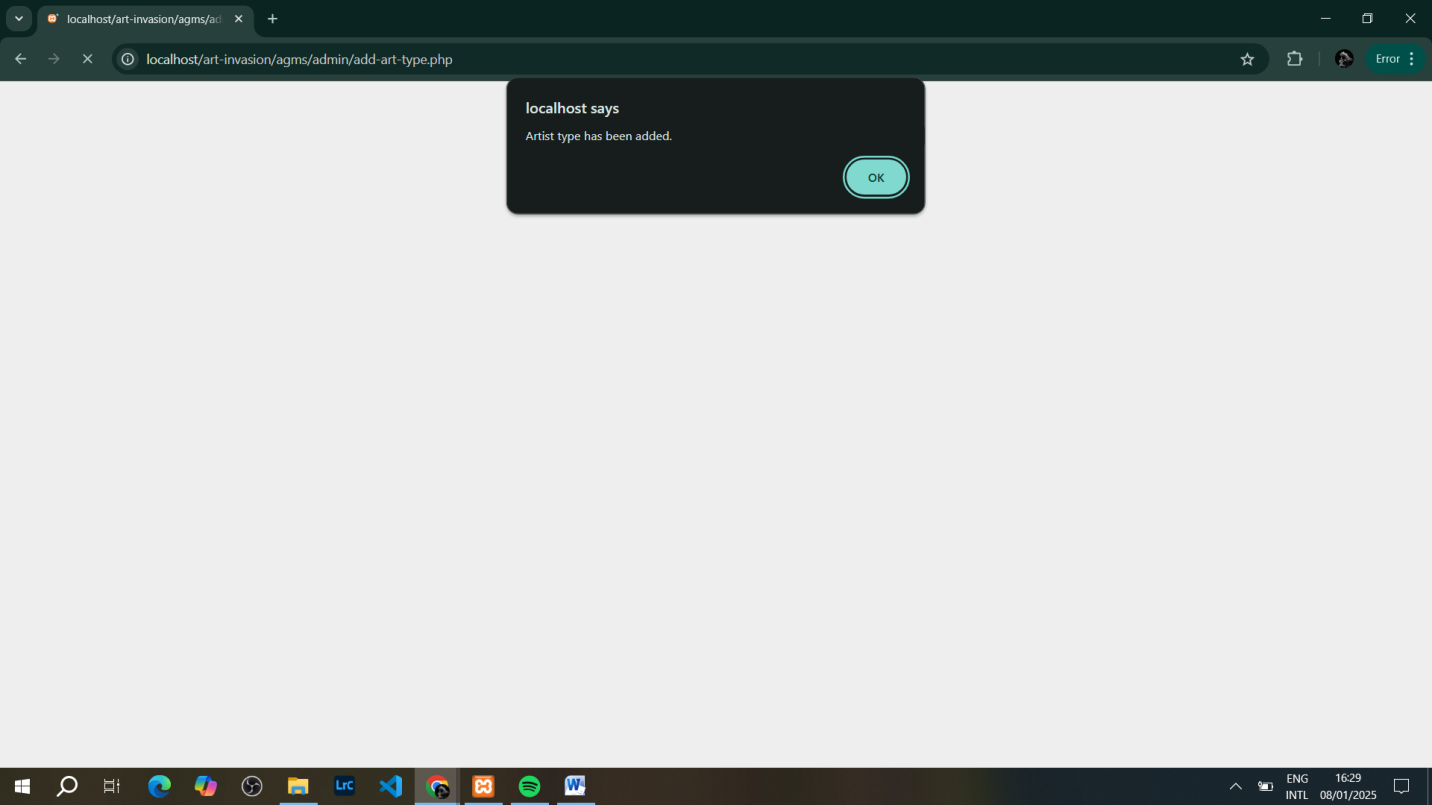 localhost/art-invasion/agms/ad
localhost/art-invasion/agms/admin/add-art-type.php
Error
localhost says
Artist type has been added.
OK
LrC
W
ENG
INTL
16:29
08/01/2025